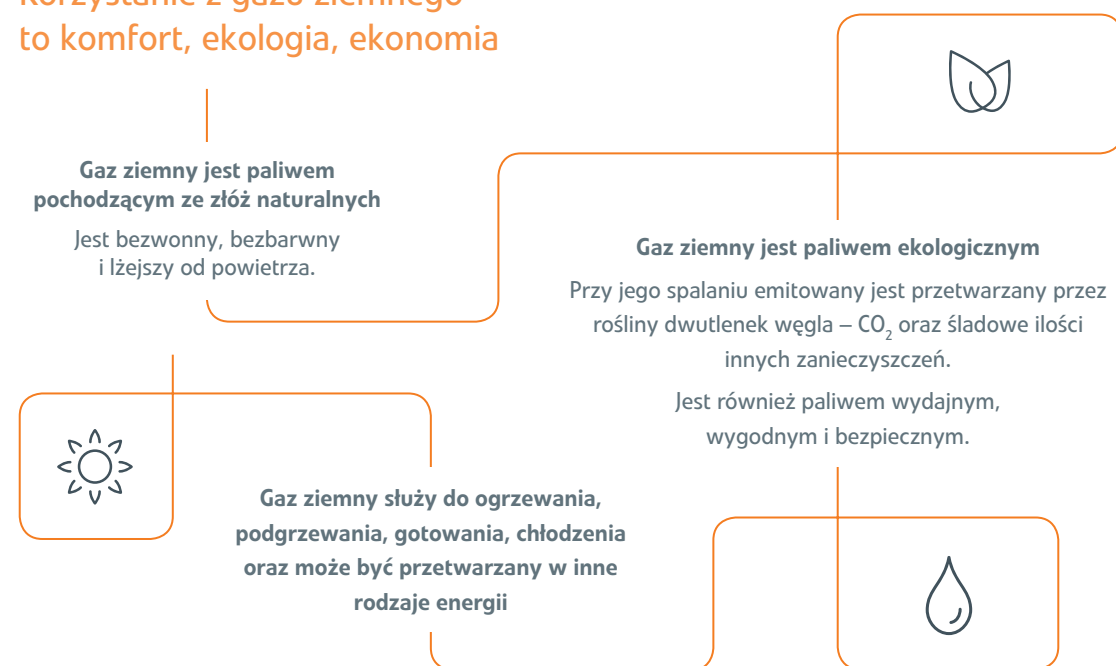 Korzystanie z gazu ziemnego
to komfort, ekologia, ekonomia
Gaz ziemny jest paliwem
pochodzącym ze złóż naturalnych
Jest bezwonny, bezbarwny
i lżejszy od powietrza.
Gaz ziemny jest paliwem ekologicznym
Przy jego spalaniu emitowany jest przetwarzany przez
rośliny dwutlenek węgla – CO₂ oraz śladowe ilości
innych zanieczyszczeń.
Jest również paliwem wydajnym,
wygodnym i bezpiecznym.
Gaz ziemny służy do ogrzewania,
podgrzewania, gotowania, chłodzenia
oraz może być przetwarzany w inne
rodzaje energii